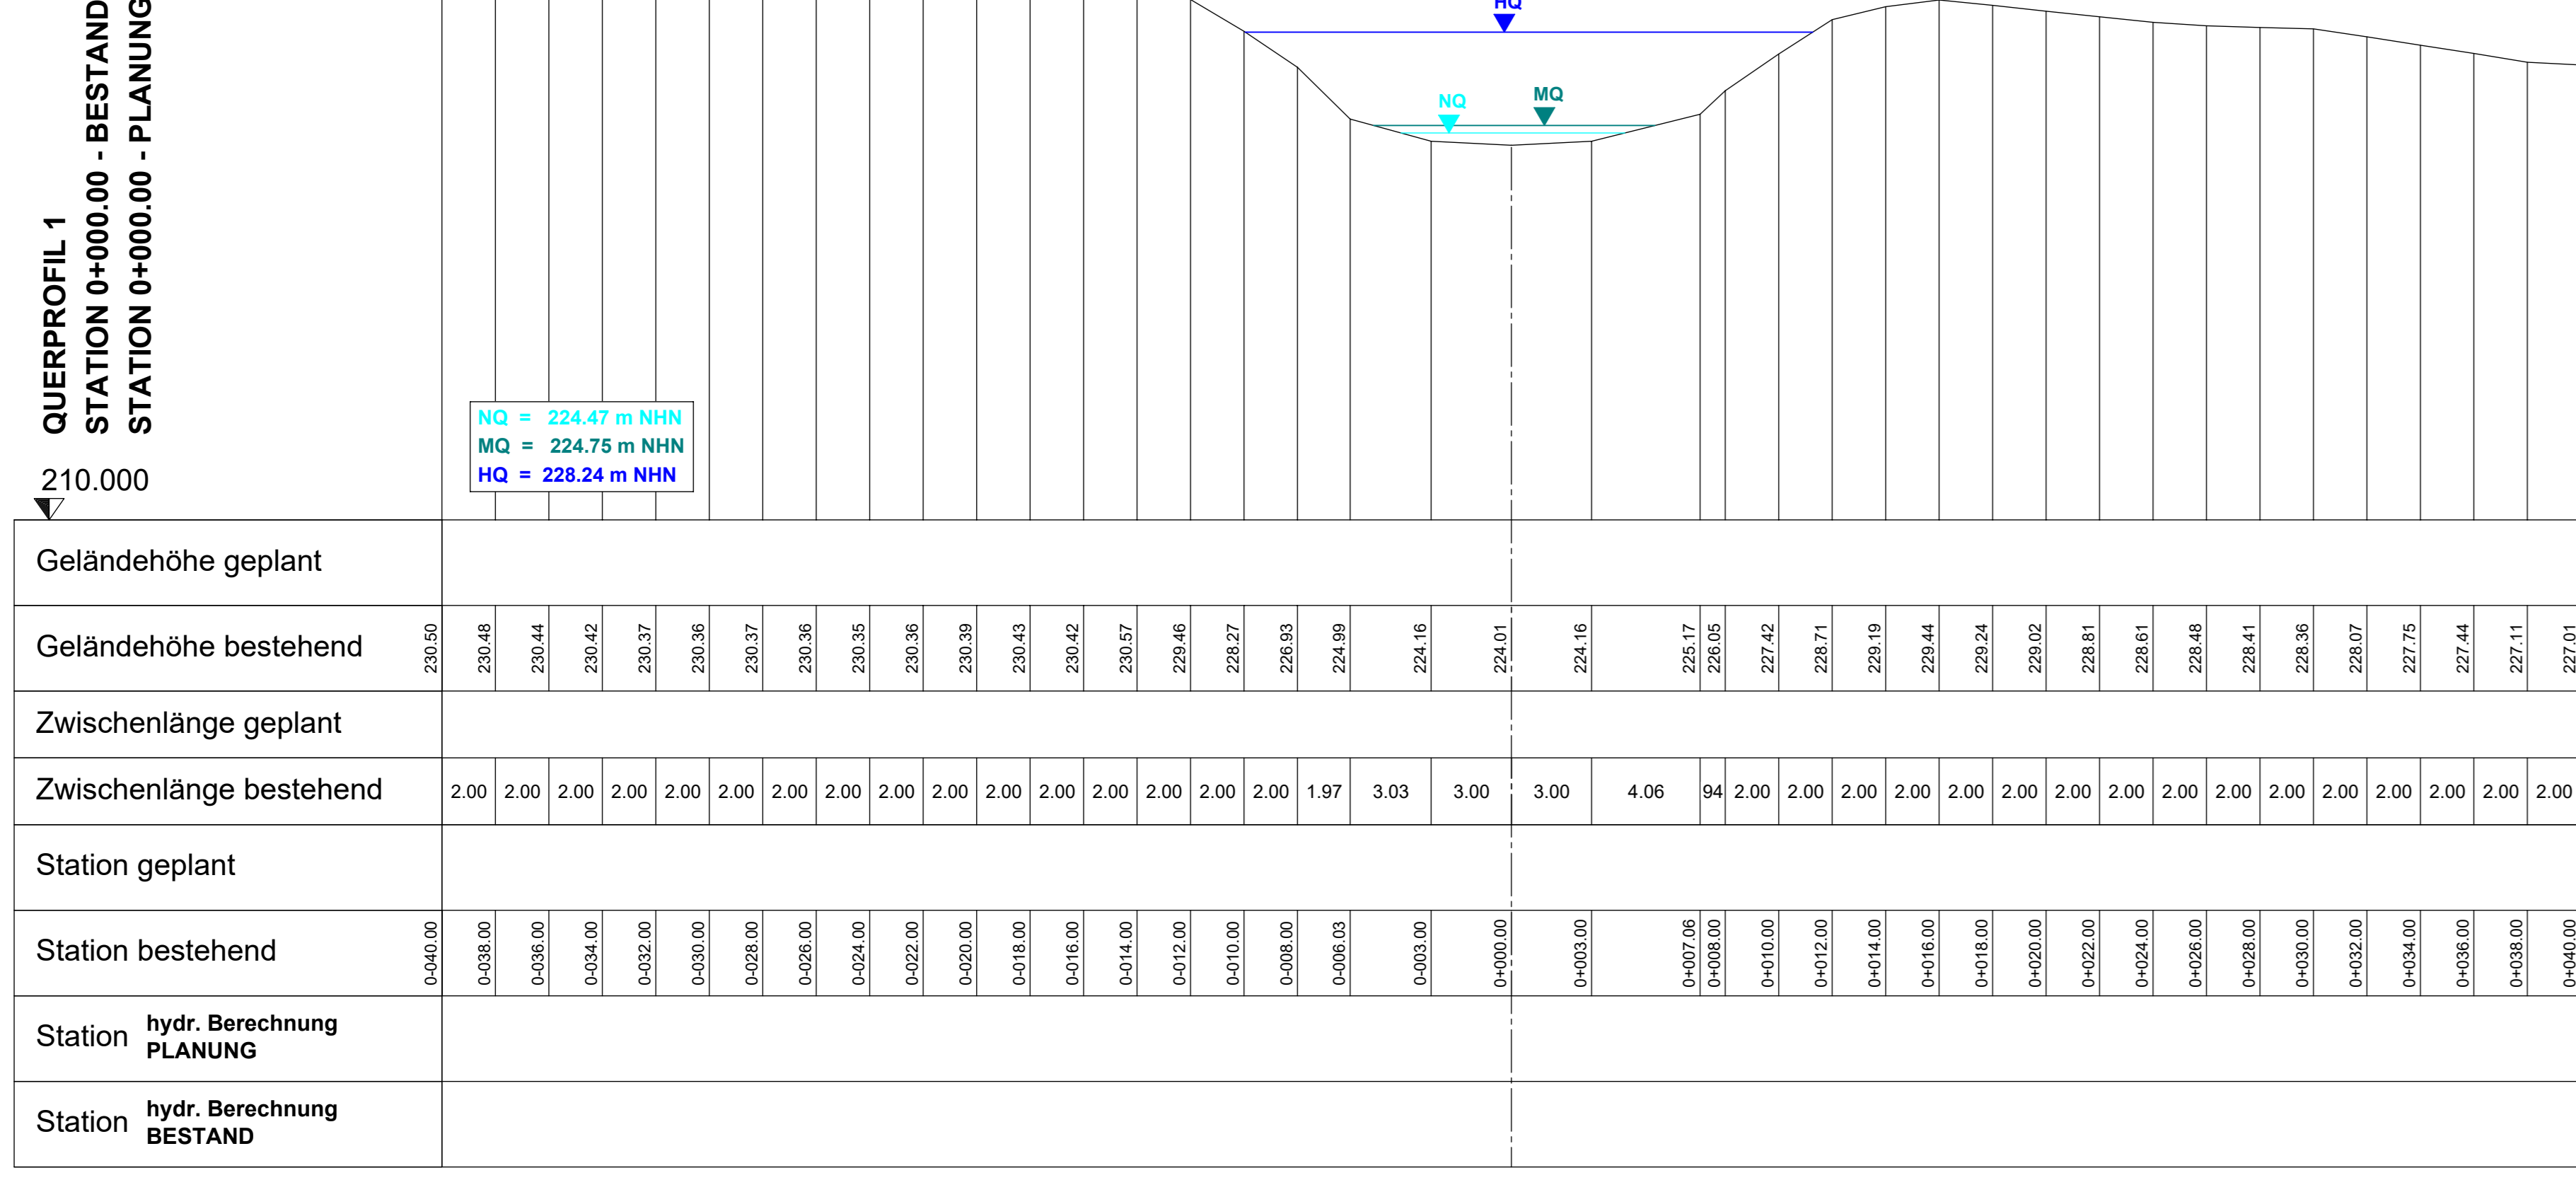 HQ
NQ
MQ
QUERPROFIL 1
STATION 0+000.00 - BESTAND
STATION 0+000.00 - PLANUNG
NQ = 224.47 m NHN
MQ = 224.75 m NHN
HQ = 228.24 m NHN
210.000
Geländehöhe geplant
Geländehöhe bestehend 230.50 230.48 230.44 230.42 230.37 230.36 230.37 230.36 230.35 230.36 230.39 230.43 230.42 230.57 229.46 228.27 226.93 224.99 224.16 224.01 224.16 225.17 226.05 227.42 228.71 229.19 229.44 229.24 229.02 228.81 228.61 228.48 228.41 228.36 228.07 227.75 227.44 227.11 227.01
Zwischenlänge geplant
Zwischenlänge bestehend 2.00 2.00 2.00 2.00 2.00 2.00 2.00 2.00 2.00 2.00 2.00 2.00 2.00 2.00 2.00 2.00 1.97 3.03 3.00 3.00 4.06 94 2.00 2.00 2.00 2.00 2.00 2.00 2.00 2.00 2.00 2.00 2.00 2.00 2.00 2.00 2.00 2.00
Station geplant
Station bestehend 0-040.00 0-038.00 0-036.00 0-034.00 0-032.00 0-030.00 0-028.00 0-026.00 0-024.00 0-022.00 0-020.00 0-018.00 0-016.00 0-014.00 0-012.00 0-010.00 0-008.00 0-006.03 0-003.00 0+000.00 0+003.00 0+007.06 0+008.00 0+010.00 0+012.00 0+014.00 0+016.00 0+018.00 0+020.00 0+022.00 0+024.00 0+026.00 0+028.00 0+030.00 0+032.00 0+034.00 0+036.00 0+038.00 0+040.00
Station hydr. Berechnung
PLANUNG
Station hydr. Berechnung
BESTAND